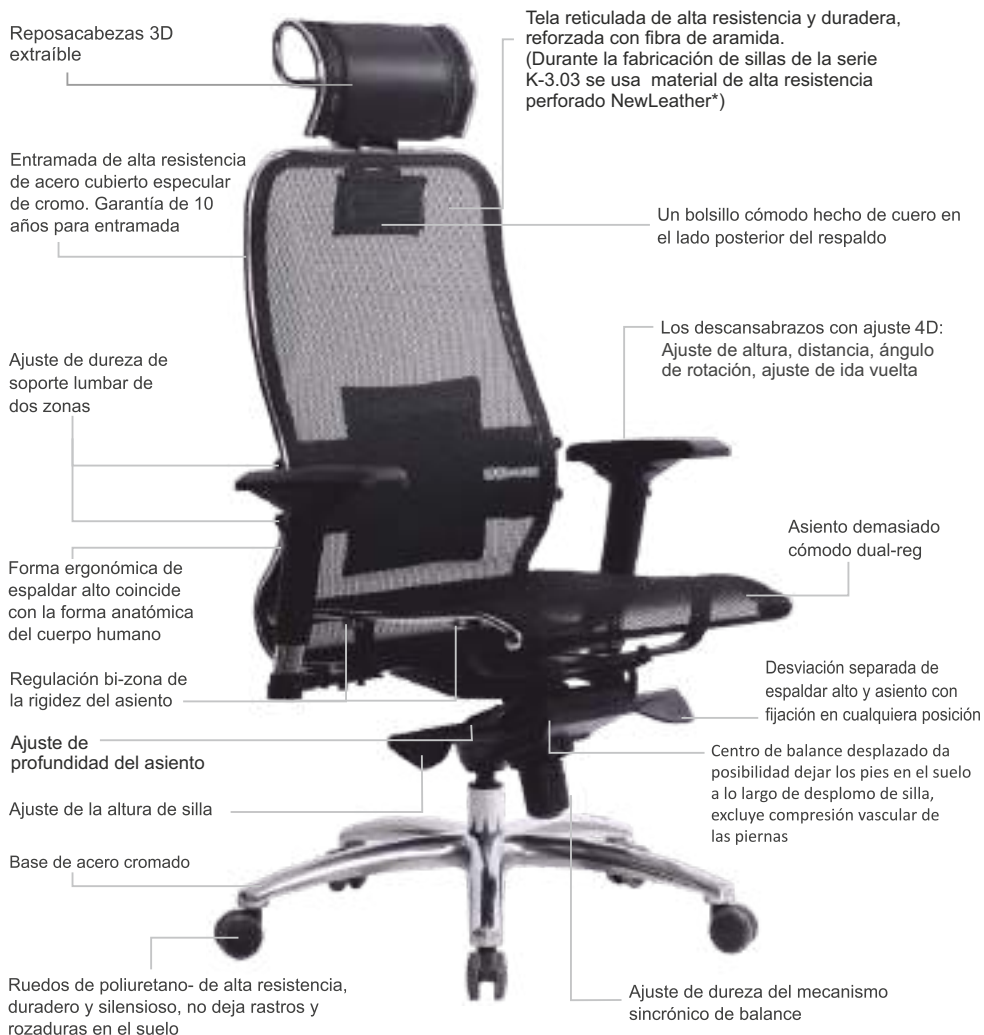 Reposacabezas 3D
extraíble
Tela reticulada de alta resistencia y duradera,
reforzada con fibra de aramida.
(Durante la fabricación de sillas de la serie
K-3.03 se usa material de alta resistencia
perforado NewLeather*)
Entramada de alta resistencia
de acero cubierto especular
de cromo. Garantía de 10
años para entramada
Un bolsillo cómodo hecho de cuero en
el lado posterior del respaldo
Los descansabrazos con ajuste 4D:
Ajuste de altura, distancia, ángulo
de rotación, ajuste de ida vuelta
Ajuste de dureza de
soporte lumbar de
dos zonas
Asiento demasiado
cómodo dual-reg
Forma ergonómica de
espaldar alto coincide
con la forma anatómica
del cuerpo humano
Regulación bi-zona de
la rigidez del asiento
Desviación separada de
espaldar alto y asiento con
fijación en cualquiera posición
Ajuste de
profundidad del asiento
Centro de balance desplazado da
posibilidad dejar los pies en el suelo
a lo largo de desplomo de silla,
excluye compresión vascular de
las piernas
Ajuste de la altura de silla
Base de acero cromado
Ruedos de poliuretano- de alta resistencia,
duradero y silensioso, no deja rastros y
rozaduras en el suelo
Ajuste de dureza del mecanismo
sincrónico de balance